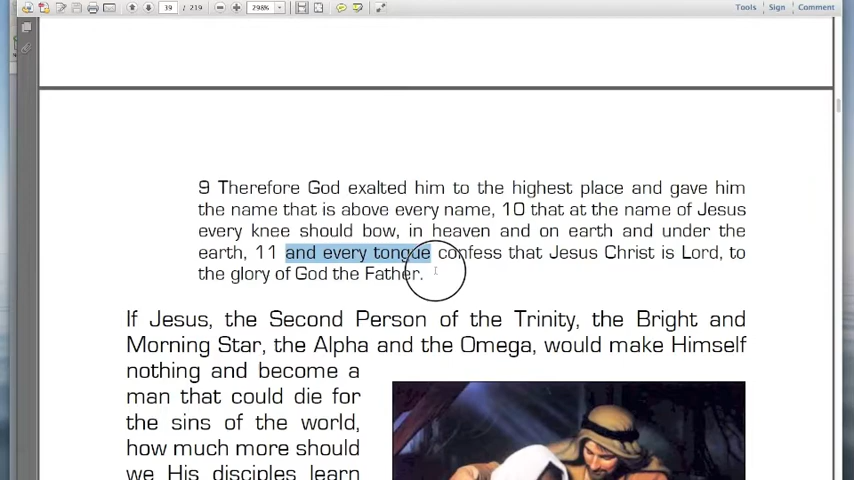 39 / 219
298%
Tools Sign Comment
9 Therefore God exalted him to the highest place and gave him
the name that is above every name, 10 that at the name of Jesus
every knee should bow, in heaven and on earth and under the
earth, 11 and every tongue confess that Jesus Christ is Lord, to
the glory of God the Father.
If Jesus, the Second Person of the Trinity, the Bright and
Morning Star, the Alpha and the Omega, would make Himself
nothing and become a
man that could die for
the sins of the world,
how much more should
we His disciples learn